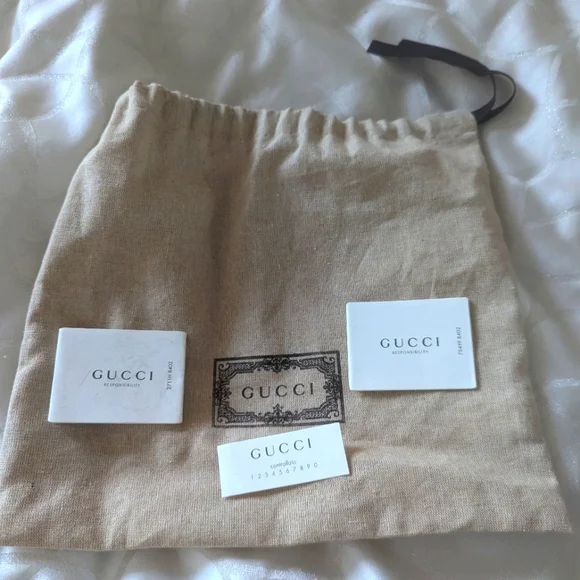 GUCCI
RESPONSIBILITY
GUCCI
GUCCI
RESPONSIBILITY
GUCCI
controllato
1 2 3 4 5 6 7 8 9 0